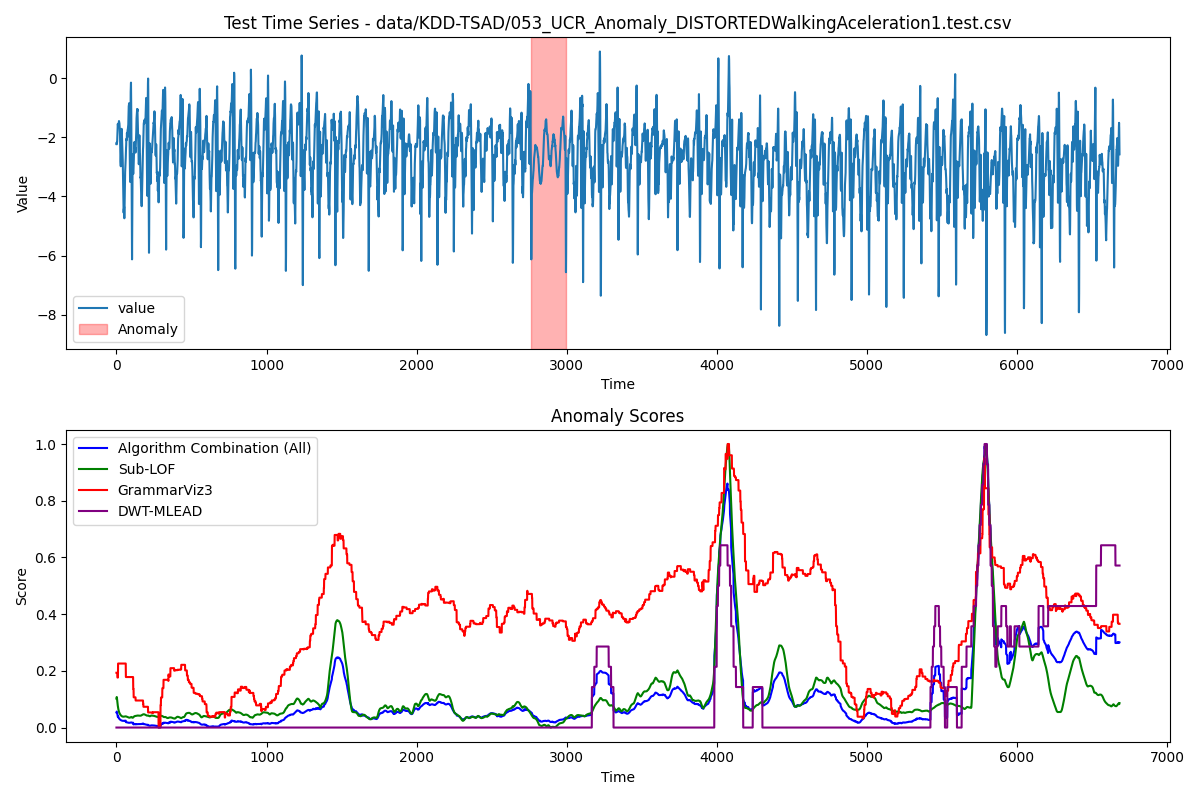 Test Time Series - data/KDD-TSAD/053_UCR_Anomaly_DISTORTEDWalkingAceleration1.test.csv
0
−2
−4
−6
−8
Value
value
Anomaly
0 1000 2000 3000 4000 5000 6000 7000
Time
Anomaly Scores
1.0
0.8
0.6
0.4
0.2
0.0
Score
Algorithm Combination (All)
Sub-LOF
GrammarViz3
DWT-MLEAD
0 1000 2000 3000 4000 5000 6000 7000
Time